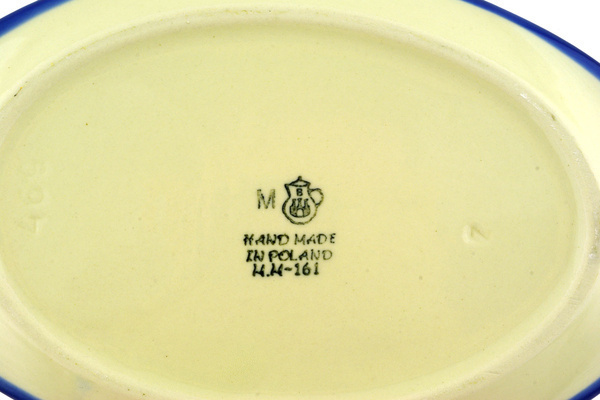 M B
HAND MADE
IN POLAND
H.H-161